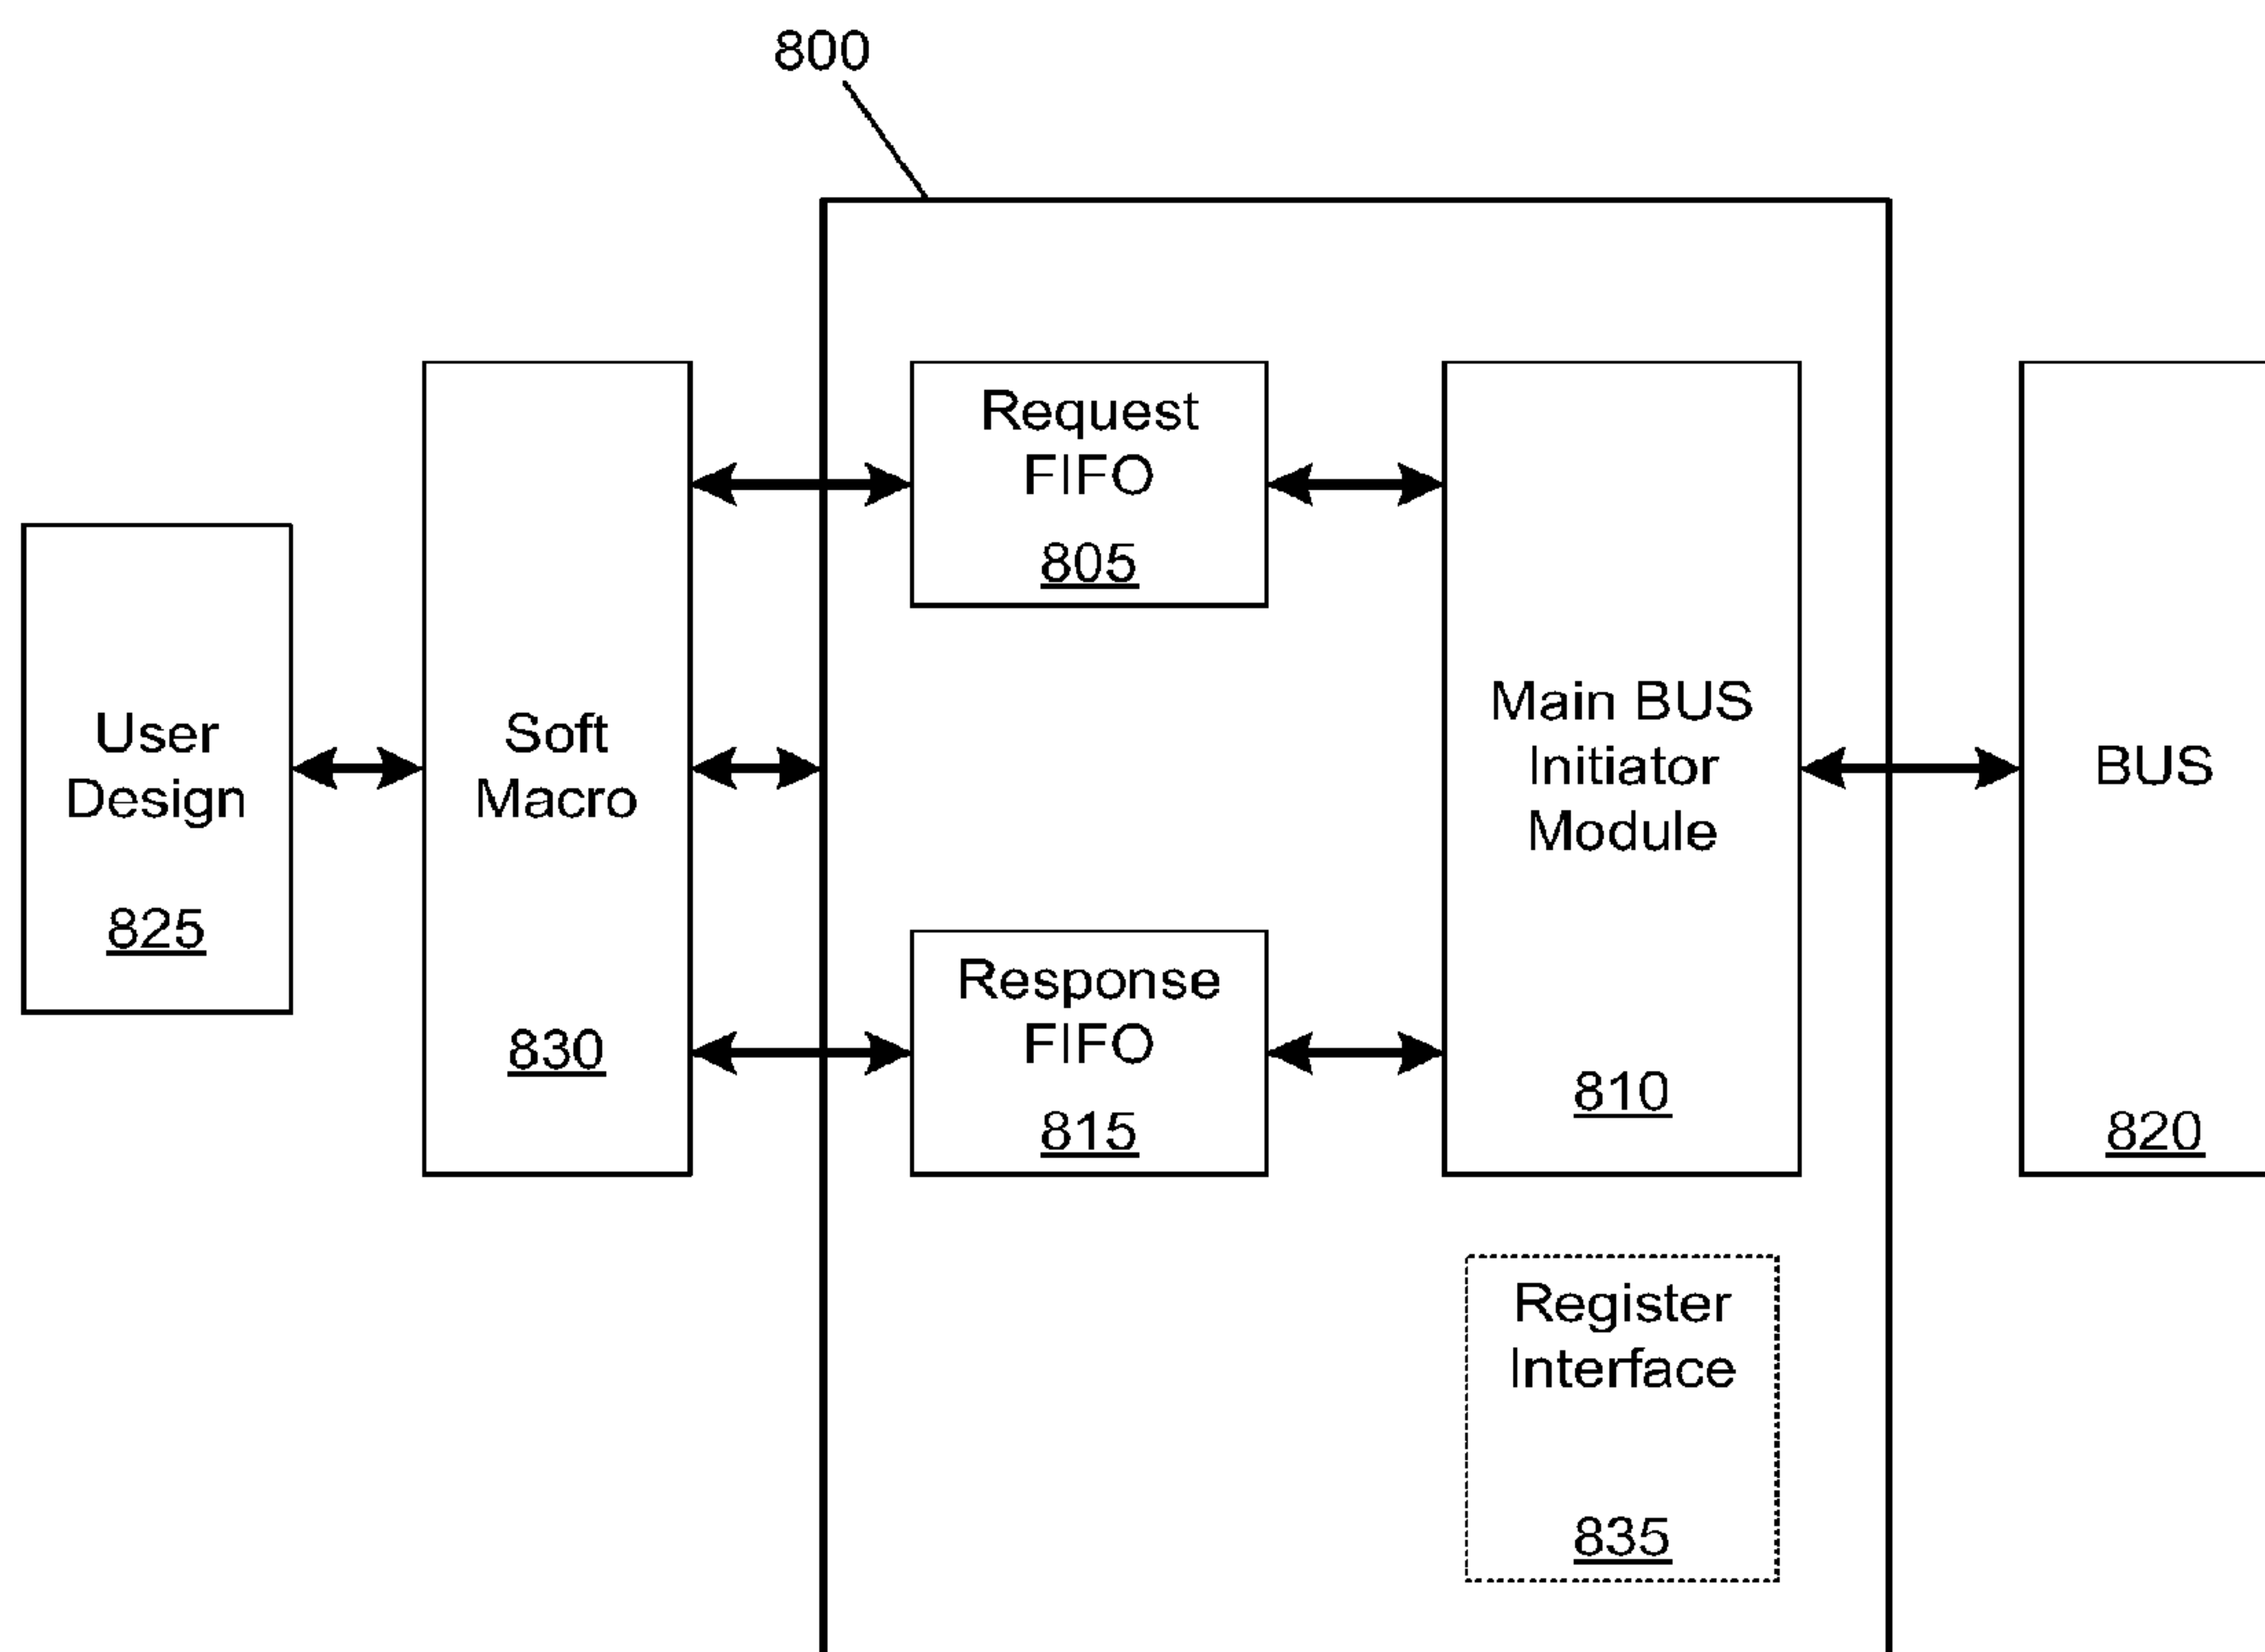 800
Request
FIFO
805
Main BUS
Initiator
Module
810
User
Design
825
Soft
Macro
830
Response
FIFO
815
BUS
820
Register
Interface
835